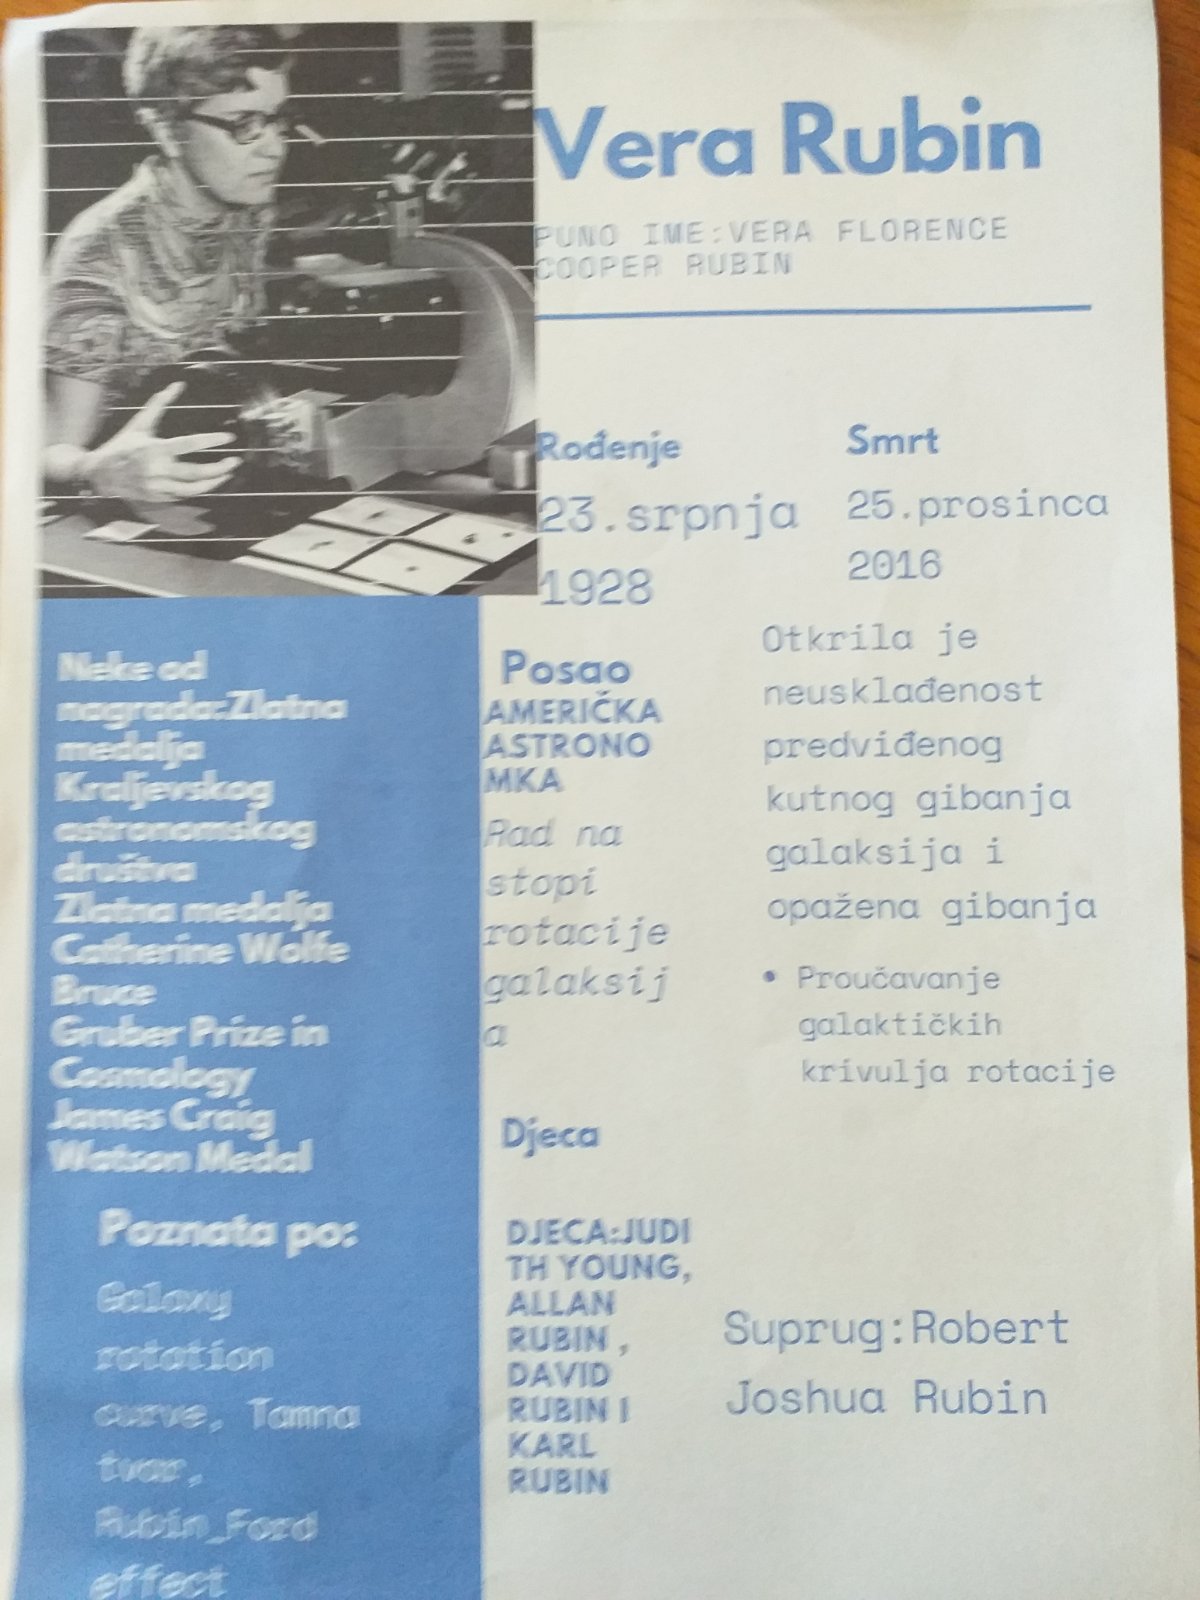 Vera Rubin
PUNO IME:VERA FLORENCE
COOPER RUBIN
Rođenje
23.srpnja
1928
Smrt
25.prosinca
2016
Neke od
nagrada:Zlatna
medalja
Kraljevskog
astronomskog
društva
Zlatna medalja
Catherine Wolfe
Bruce
Gruber Prize in
Cosmology
James Craig
Watson Medal
Poznata po:
Galaxy
rotation
curve, Tamna
tvar,
Rubin_Ford
effect
Posao
AMERIČKA
ASTRONO
MKA
Rad na
stopi
rotacije
galaksij
a
Otkrila je
neusklađenost
predviđenog
kutnog gibanja
galaksija i
opažena gibanja
• Proučavanje
galaktičkih
krivulja rotacije
Djeca
DJECA:JUDI
TH YOUNG,
ALLAN
RUBIN ,
DAVID
RUBIN I
KARL
RUBIN
Suprug:Robert
Joshua Rubin